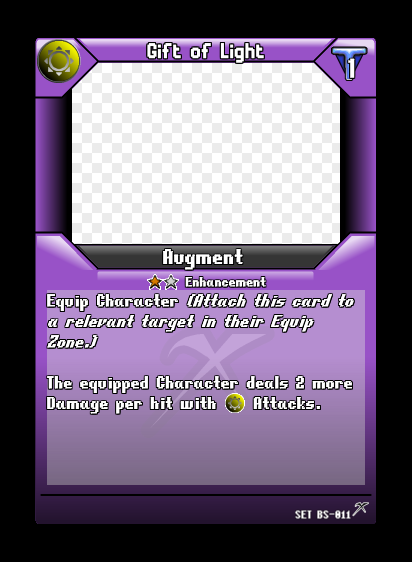 Gift of Light
1
Augment
Enhancement
Equip Character (Attach this card to
a relevant target in their Equip
Zone.)
The equipped Character deals 2 more
Damage per hit with Attacks.
SET BS-011